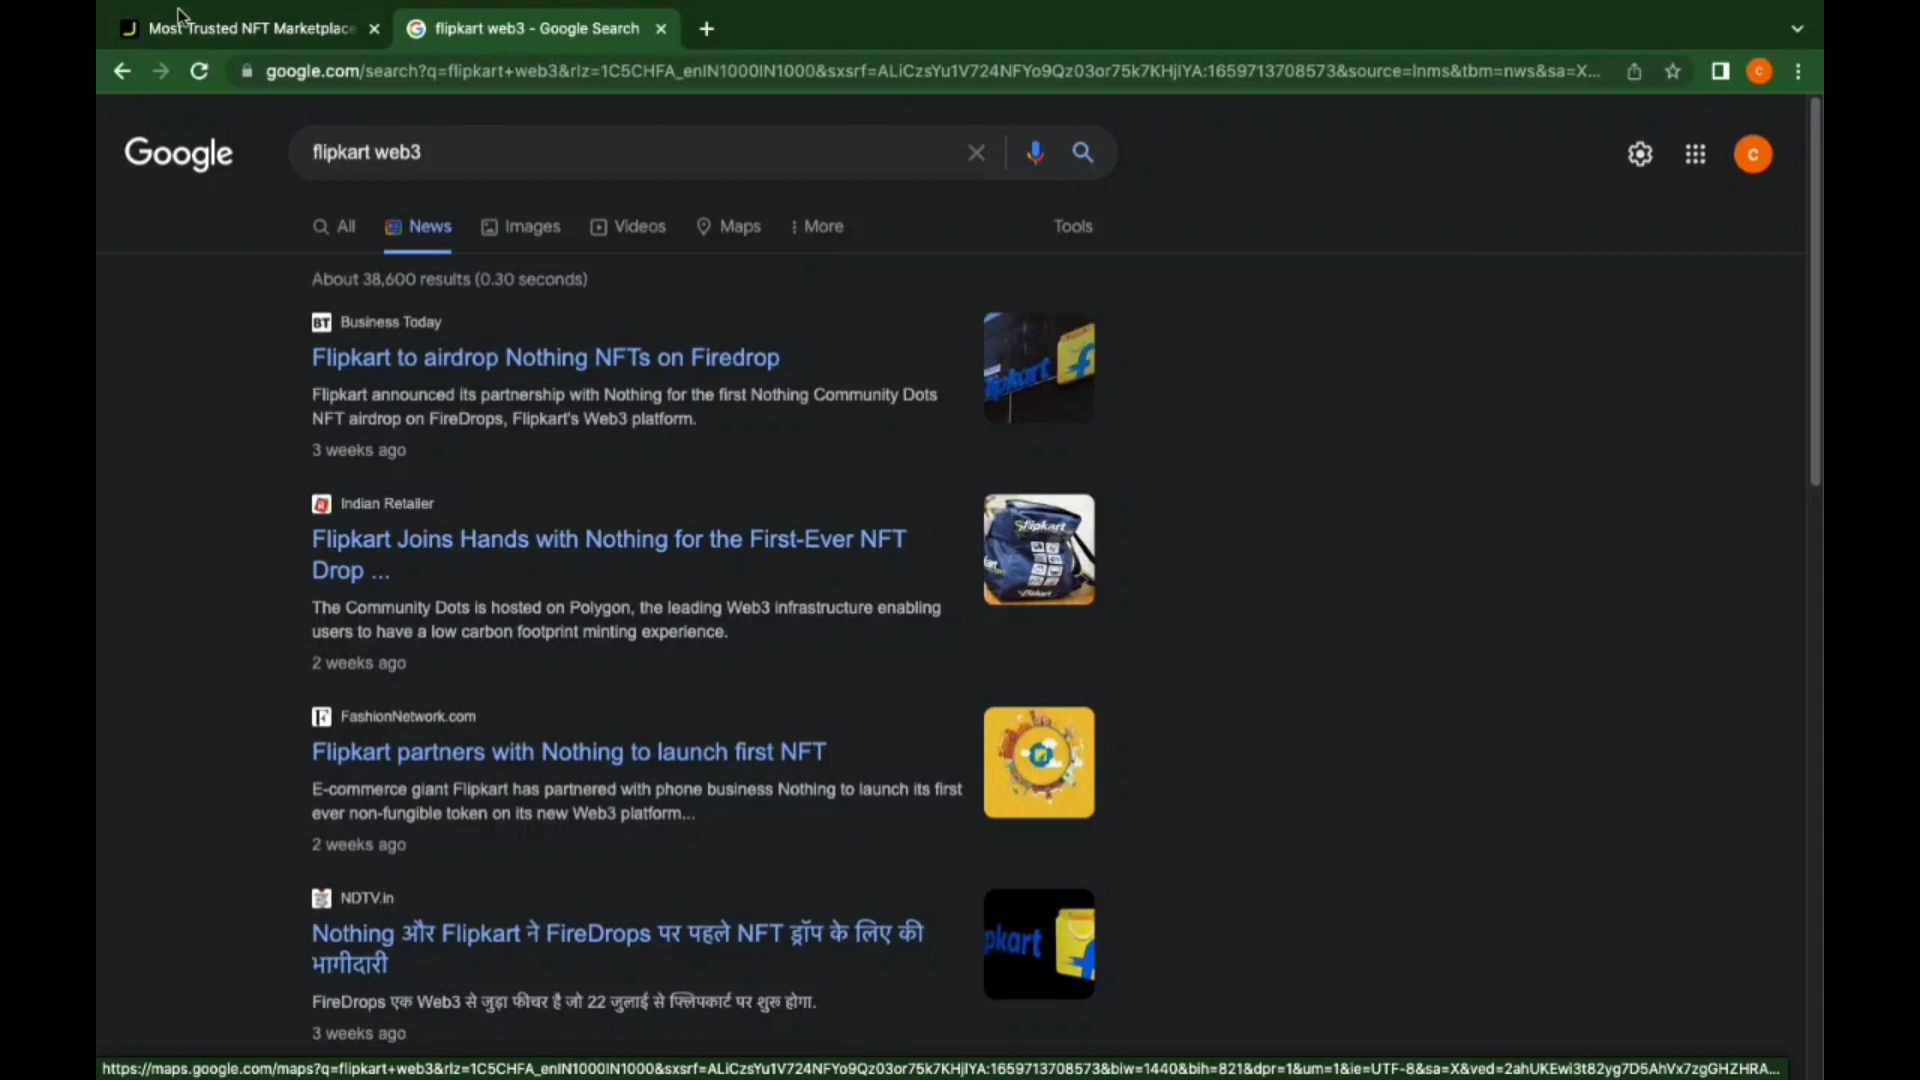 Most Trusted NFT Marketplace
flipkart web3 - Google Search
google.com/search?q=flipkart+web3&rlz=1C5CHFA_enIN1000IN1000&sxsrf=ALiCzsYu1V724NFYo9Qz03or75k7KHjlYA:1659713708573&source=lnms&tbm=nws&sa=X...
C
Google
flipkart web3
C
All
News
Images
Videos
Maps
More
Tools
About 38,600 results (0.30 seconds)
BT Business Today
Flipkart to airdrop Nothing NFTs on Firedrop
Flipkart announced its partnership with Nothing for the first Nothing Community Dots
NFT airdrop on FireDrops, Flipkart's Web3 platform.
3 weeks ago
Indian Retailer
Flipkart Joins Hands with Nothing for the First-Ever NFT
Drop ...
The Community Dots is hosted on Polygon, the leading Web3 infrastructure enabling
users to have a low carbon footprint minting experience.
2 weeks ago
flipkart
FashionNetwork.com
Flipkart partners with Nothing to launch first NFT
E-commerce giant Flipkart has partnered with phone business Nothing to launch its first
ever non-fungible token on its new Web3 platform...
2 weeks ago
NDTV.in
Nothing और Flipkart ने FireDrops पर पहले NFT ड्रॉप के लिए की
भागीदारी
FireDrops एक Web3 से जुड़ा फीचर है जो 22 जुलाई से फ्लिपकार्ट पर शुरू होगा.
3 weeks ago
pkart
https://maps.google.com/maps?q=flipkart+web3&rlz=1C5CHFA_enIN1000IN1000&sxsrf=ALiCzsYu1V724NFYo9Qz03or75k7KHjlYA:1659713708573&biw=1440&bih=821&dpr=1&um=1&ie=UTF-8&sa=X&ved=2ahUKEwi3t82yg7D5AhVx7zgGHZHRA...